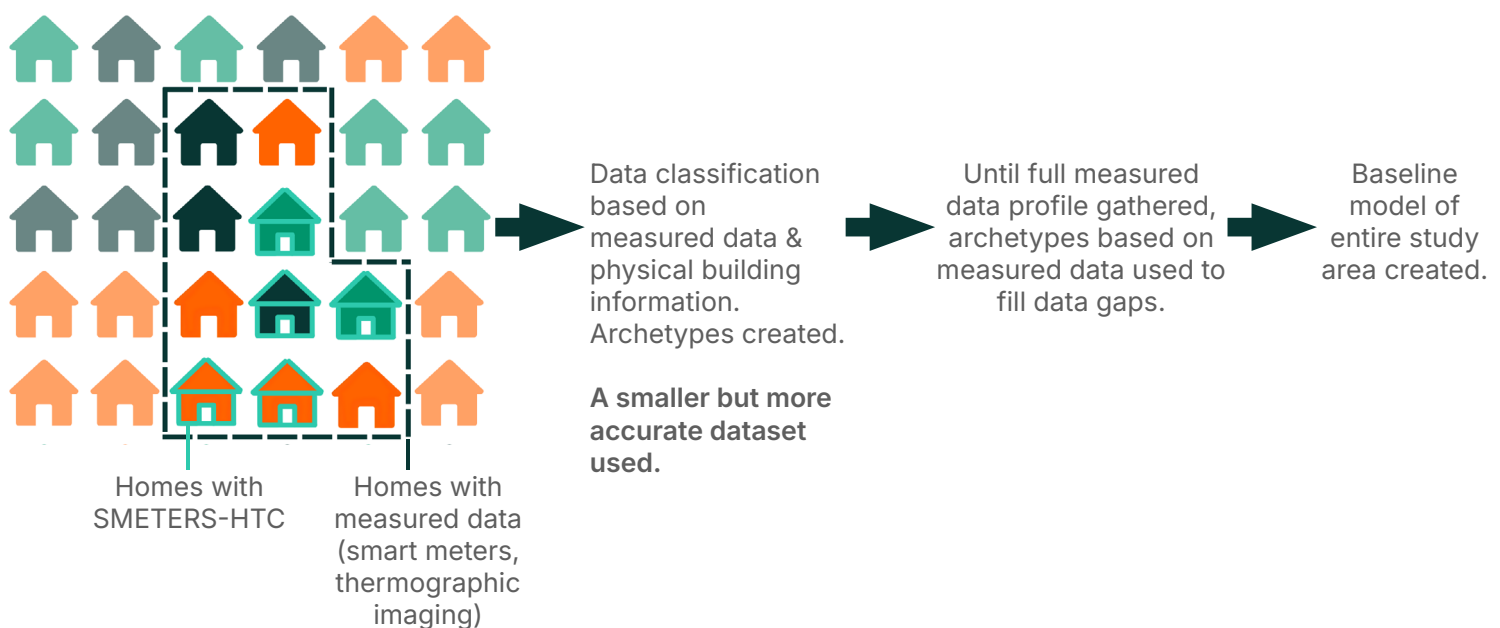 Data classification
based on
measured data &
physical building
information.
Archetypes created.
A smaller but more
accurate dataset
used.
Until full measured
data profile gathered,
archetypes based on
measured data used to
fill data gaps.
Baseline
model of
entire study
area created.
Homes with
SMETERS-HTC
Homes with
measured data
(smart meters,
thermographic
imaging)